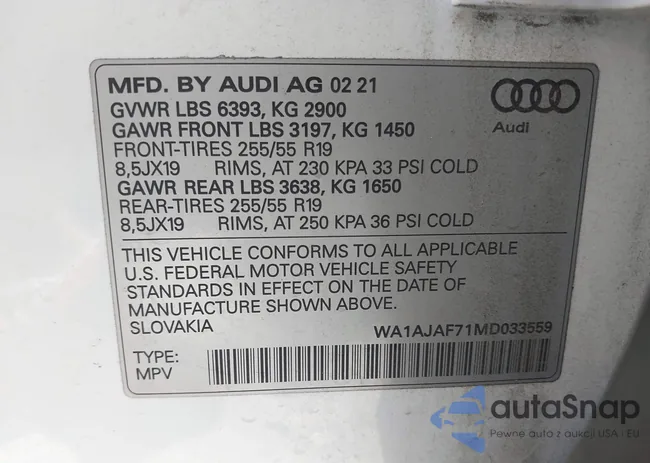 MFD. BY AUDI AG 02 21
GVWR LBS 6393, KG 2900
GAWR FRONT LBS 3197, KG 1450
FRONT-TIRES 255/55 R19
8,5JX19 RIMS, AT 230 KPA 33 PSI COLD
GAWR REAR LBS 3638, KG 1650
REAR-TIRES 255/55 R19
8,5JX19 RIMS, AT 250 KPA 36 PSI COLD
Audi
THIS VEHICLE CONFORMS TO ALL APPLICABLE
U.S. FEDERAL MOTOR VEHICLE SAFETY
STANDARDS IN EFFECT ON THE DATE OF
MANUFACTURE SHOWN ABOVE.
SLOVAKIA WA1AJAF71MD033559
TYPE:
MPV
autaSnap
Pewne auto z aukcji USA - EU